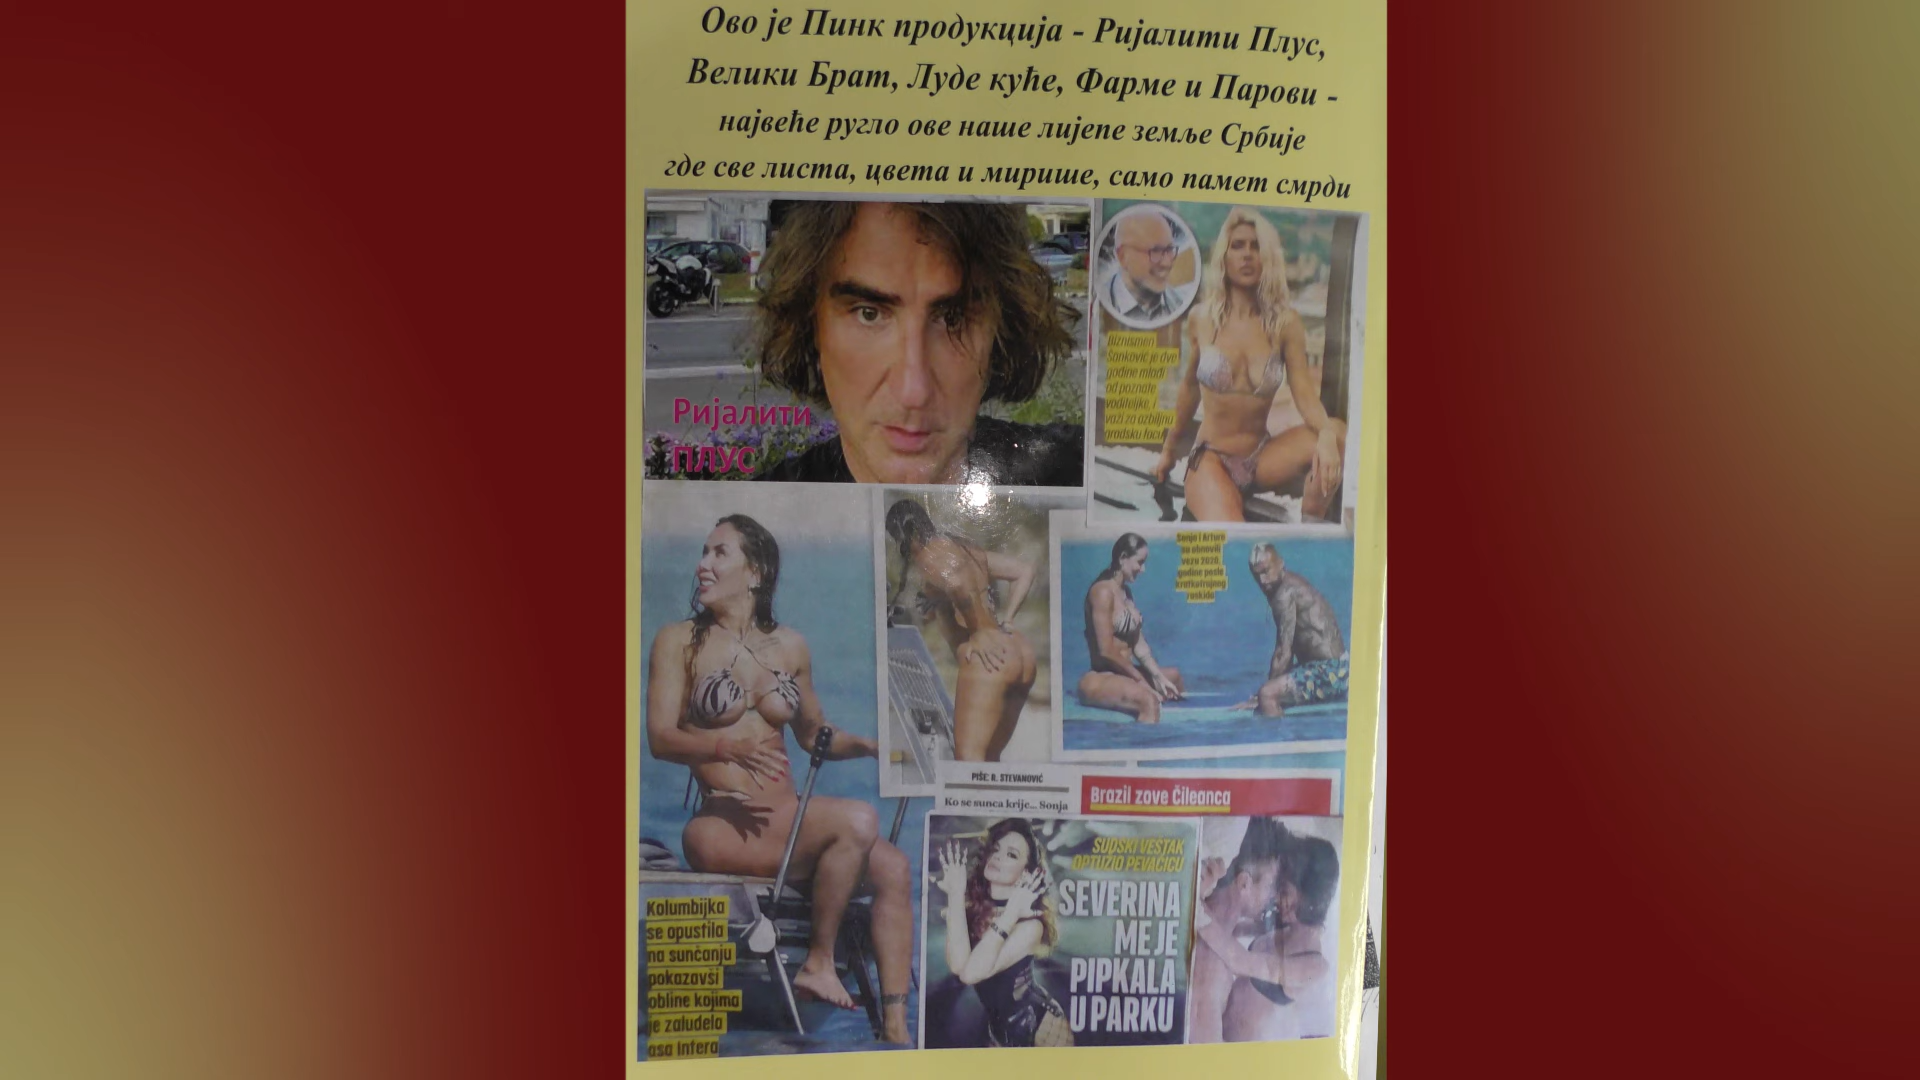 Ово је Пинк продукција - Ријалити Плус,
Велики Брат, Луде куће, Фарме и Парови -
највеће ругло ове наше лијепе земље Србије
где све листа, цвета и мирише, само памет смрди
Ријалити
ПЛУС
Biznismen
Šanković je dve
godine mlađi
od poznate
voditeljke, i
važi za ozbiljnu
gradsku facu
Sonja i Arturo
su obnovili
vezu 2020.
godine posle
kratkotrajnog
raskida
PIŠE: R. STEVANOVIĆ
Ko se sunca krije... Sonja
Brazil zove Čileanca
SUDSKI VEŠTAK
OPTUŽIO PEVAČICU
SEVERINA
ME JE
PIPKALA
U PARKU
Kolumbijka
se opustila
na sunčanju
pokazavši
obline kojima
je zaludela
asa Intera